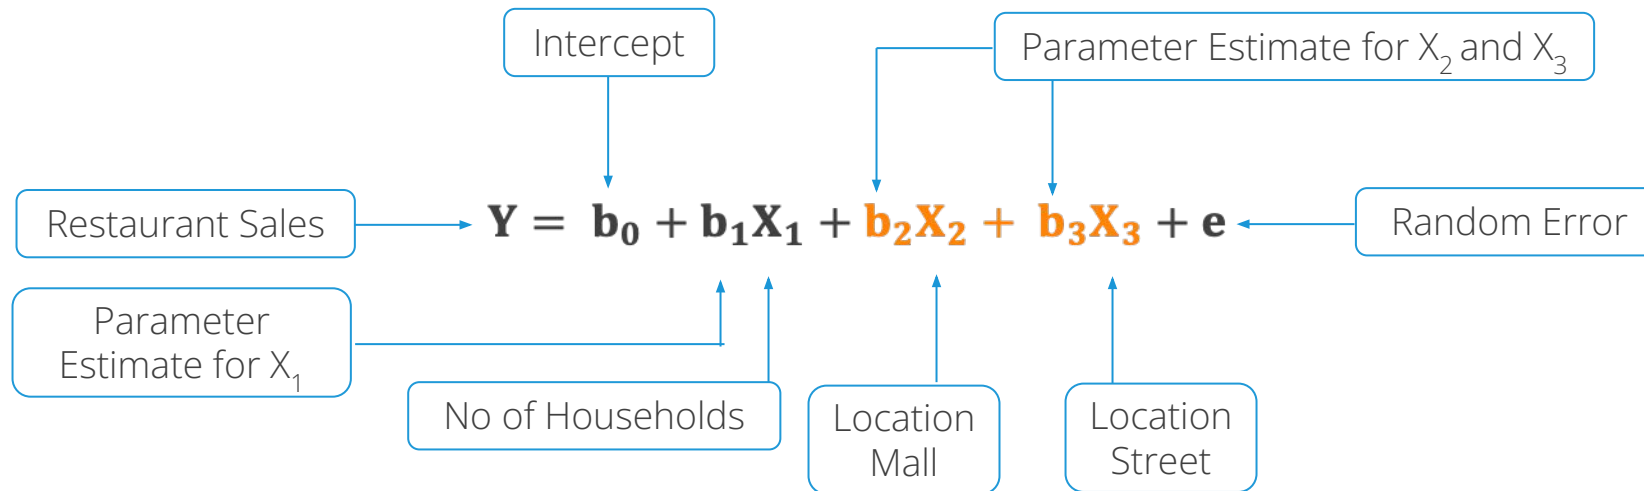 Intercept
Parameter Estimate for X₂ and X₃
Restaurant Sales
Y = b₀ + b₁X₁ + b₂X₂ + b₃X₃ + e
Random Error
Parameter
Estimate for X₁
No of Households
Location
Mall
Location
Street